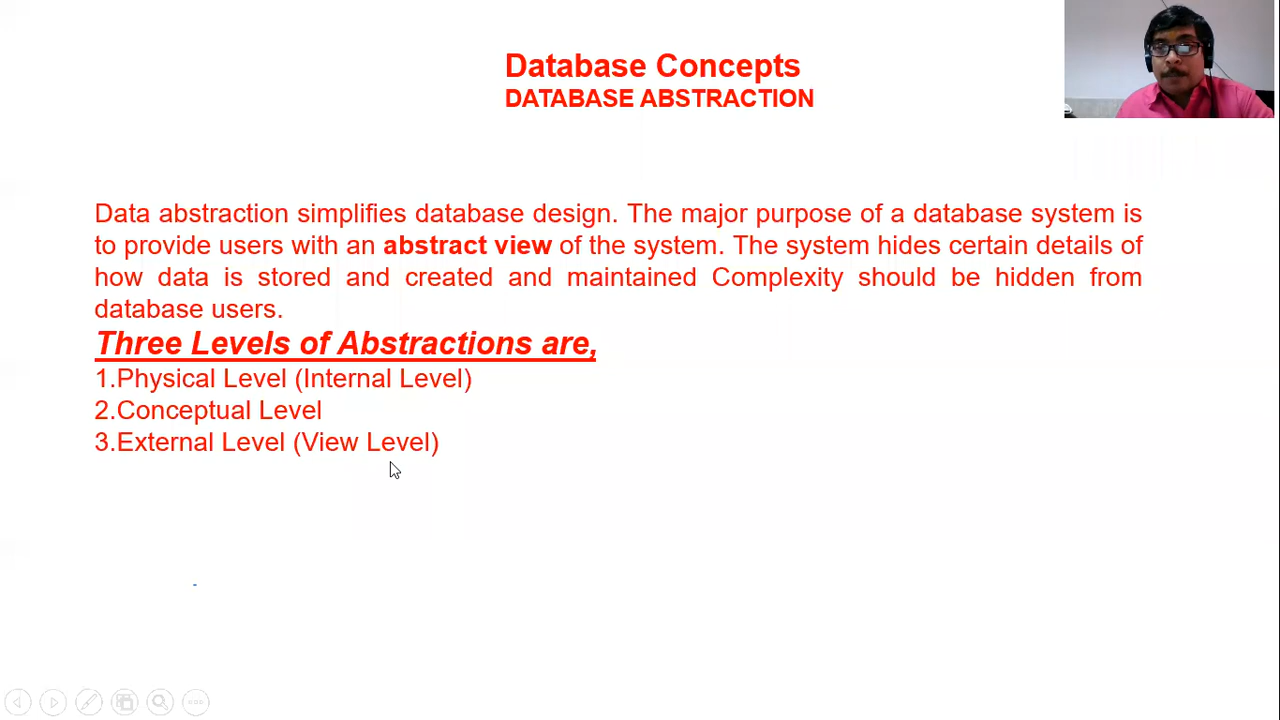 Database Concepts
DATABASE ABSTRACTION
Data abstraction simplifies database design. The major purpose of a database system is
to provide users with an abstract view of the system. The system hides certain details of
how data is stored and created and maintained Complexity should be hidden from
database users.
Three Levels of Abstractions are,
1.Physical Level (Internal Level)
2.Conceptual Level
3.External Level (View Level)